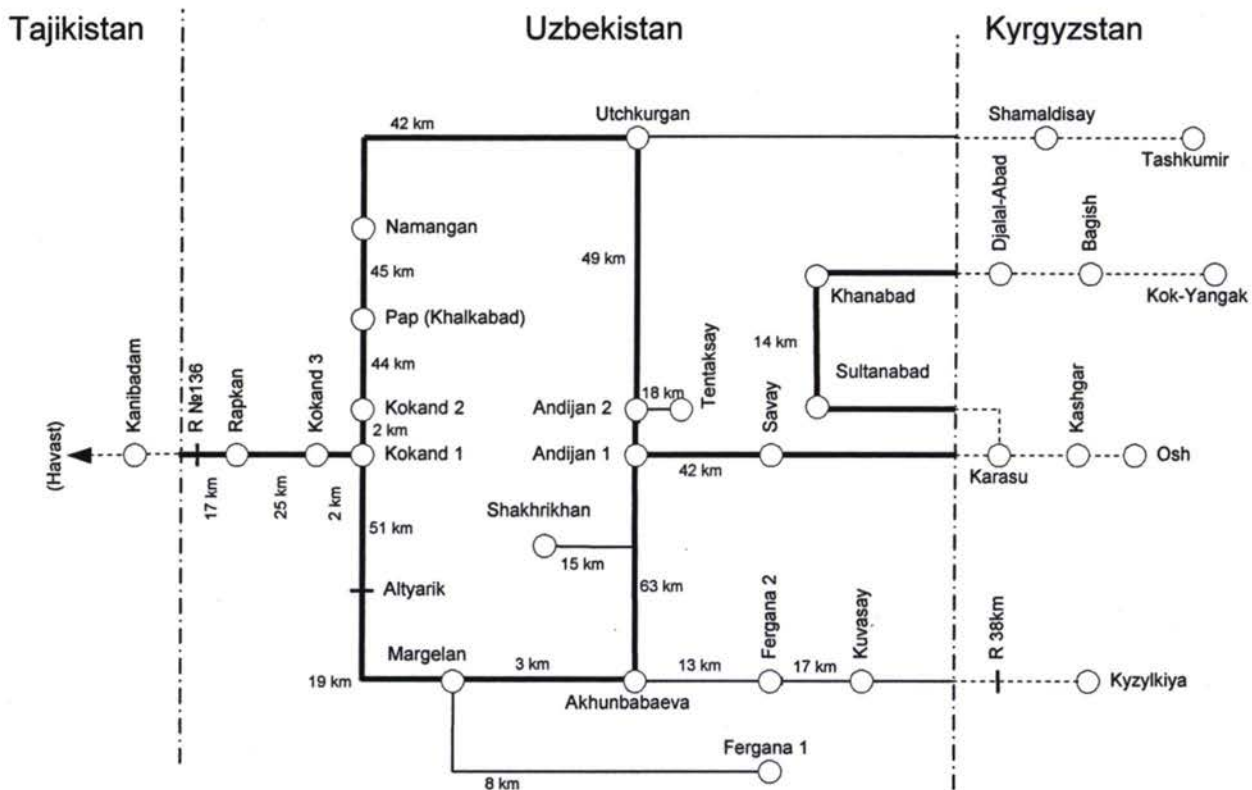 Tajikistan
Uzbekistan
Kyrgyzstan
42 km
Utchkurgan
Shamaldisay
Tashkumir
Namangan
45 km
49 km
Djalal-Abad
Bagish
Khanabad
Kok-Yangak
Pap (Khalkabad)
44 km
14 km
Sultanabad
Kanibadam
R №136
Rapkan
Kokand 3
Kokand 2
2 km
Kokand 1
Andijan 2
18 km
Tentaksay
Savay
Kashgar
(Havast)
Andijan 1
42 km
Karasu
Osh
17 km
25 km
2 km
51 km
Shakhrikhan
15 km
Altyarik
63 km
Fergana 2
Kuvasay
R 38km
Margelan
3 km
13 km
17 km
19 km
Akhunbabaeva
Kyzylkiya
Fergana 1
8 km